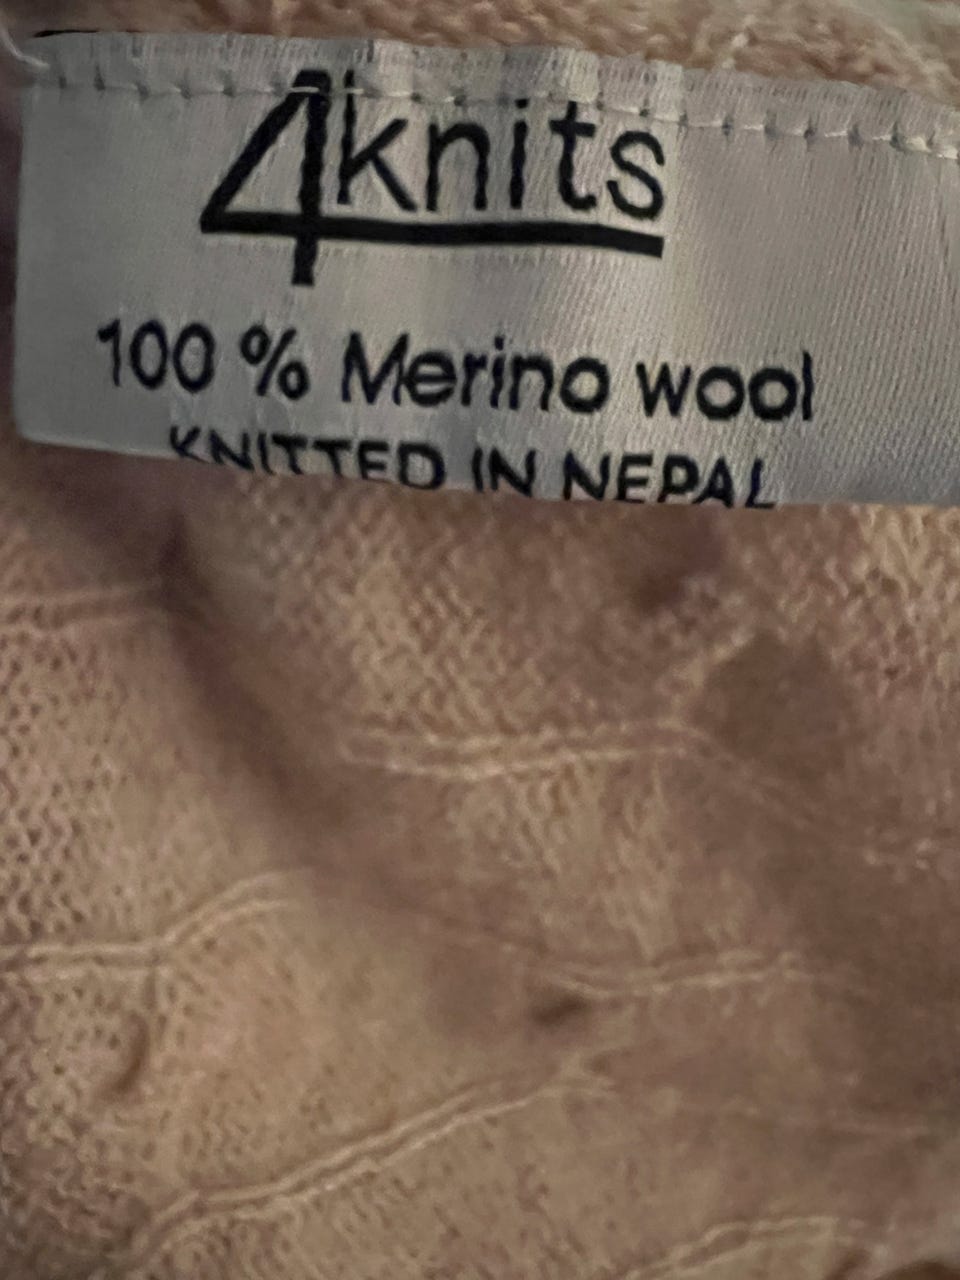 4knits
100 % Merino wool
KNITTED IN NEPAL